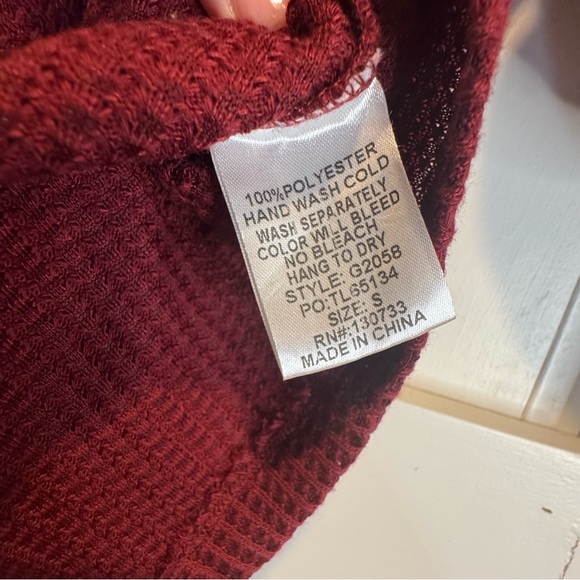 100%POLYESTER
HAND WASH COLD
WASH SEPARATELY
COLOR WILL BLEED
NO BLEACH
HANG TO DRY
STYLE: G2058
PO:TL65134
SIZE: S
RN#:130733
MADE IN CHINA